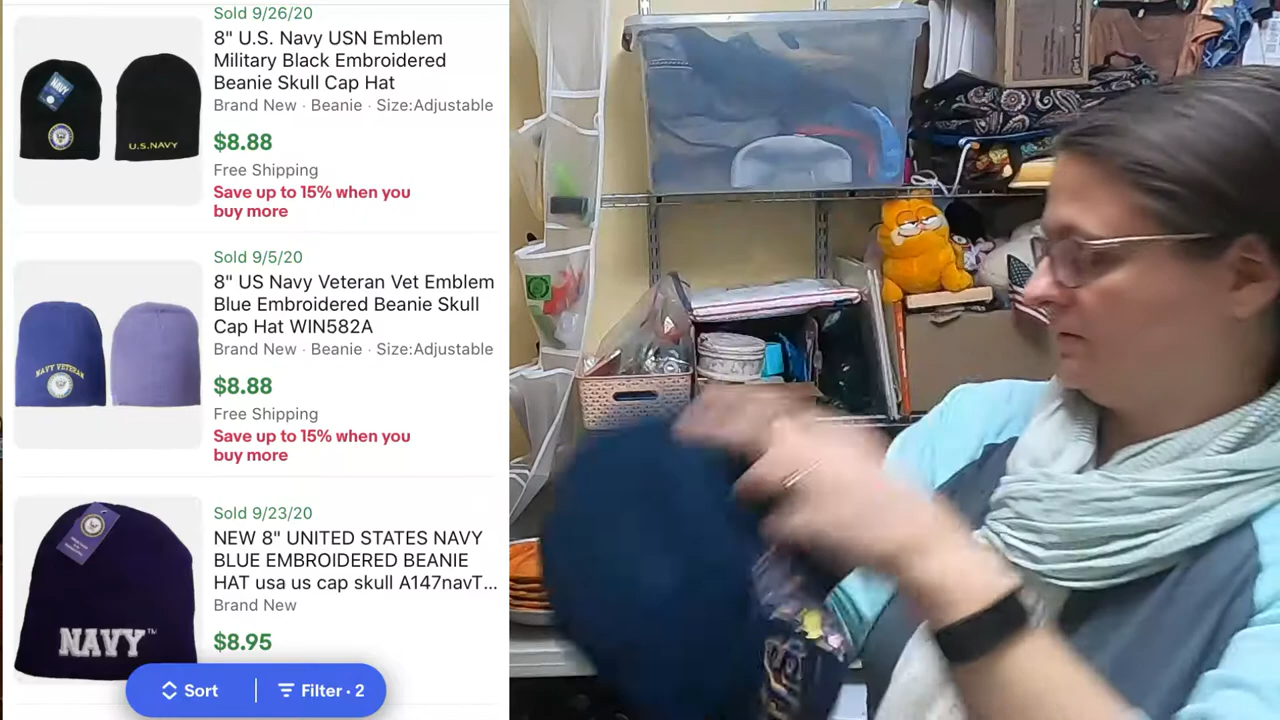 Sold 9/26/20
8" U.S. Navy USN Emblem
Military Black Embroidered
Beanie Skull Cap Hat
Brand New · Beanie · Size:Adjustable
$8.88
Free Shipping
Save up to 15% when you
buy more
NAVY
U.S.NAVY
Sold 9/5/20
8" US Navy Veteran Vet Emblem
Blue Embroidered Beanie Skull
Cap Hat WIN582A
Brand New · Beanie · Size:Adjustable
$8.88
Free Shipping
Save up to 15% when you
buy more
NAVY VETERAN
Sold 9/23/20
NEW 8" UNITED STATES NAVY
BLUE EMBROIDERED BEANIE
HAT usa us cap skull A147navT...
Brand New
$8.95
NAVY™
Sort
Filter · 2